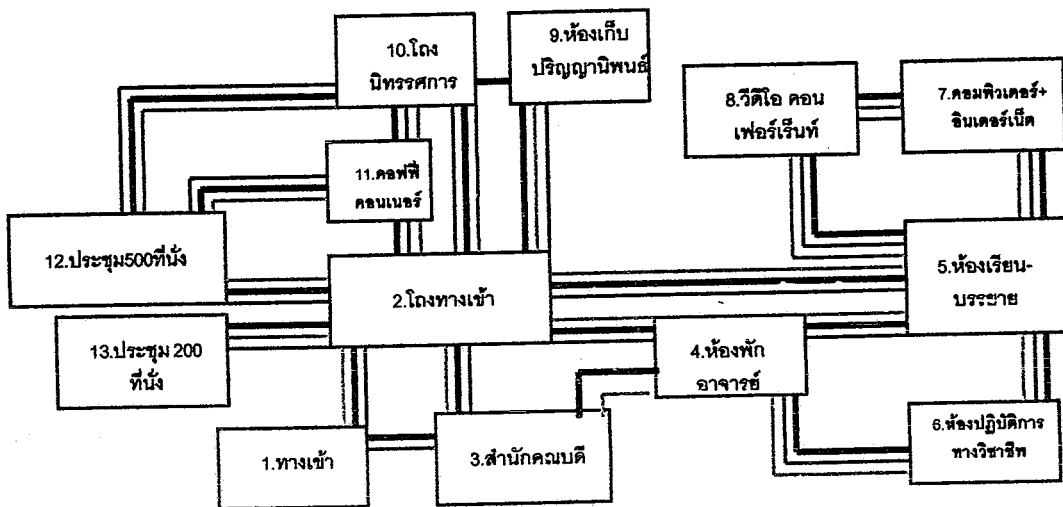 10.โถง
นิทรรศการ
9.ห้องเก็บ
ปริญญานิพนธ์
8.วีดีโอ คอน
เฟอร์เร็นท์
7.คอมพิวเตอร์+
อินเตอร์เน็ต
11.คอฟฟี่
คอนเนอร์
12.ประชุม500ที่นั่ง
2.โถงทางเข้า
5.ห้องเรียน-
บรรยาย
13.ประชุม 200
ที่นั่ง
4.ห้องพัก
อาจารย์
1.ทางเข้า
3.สำนักคณบดี
6.ห้องปฏิบัติการ
ทางวิชาชีพ